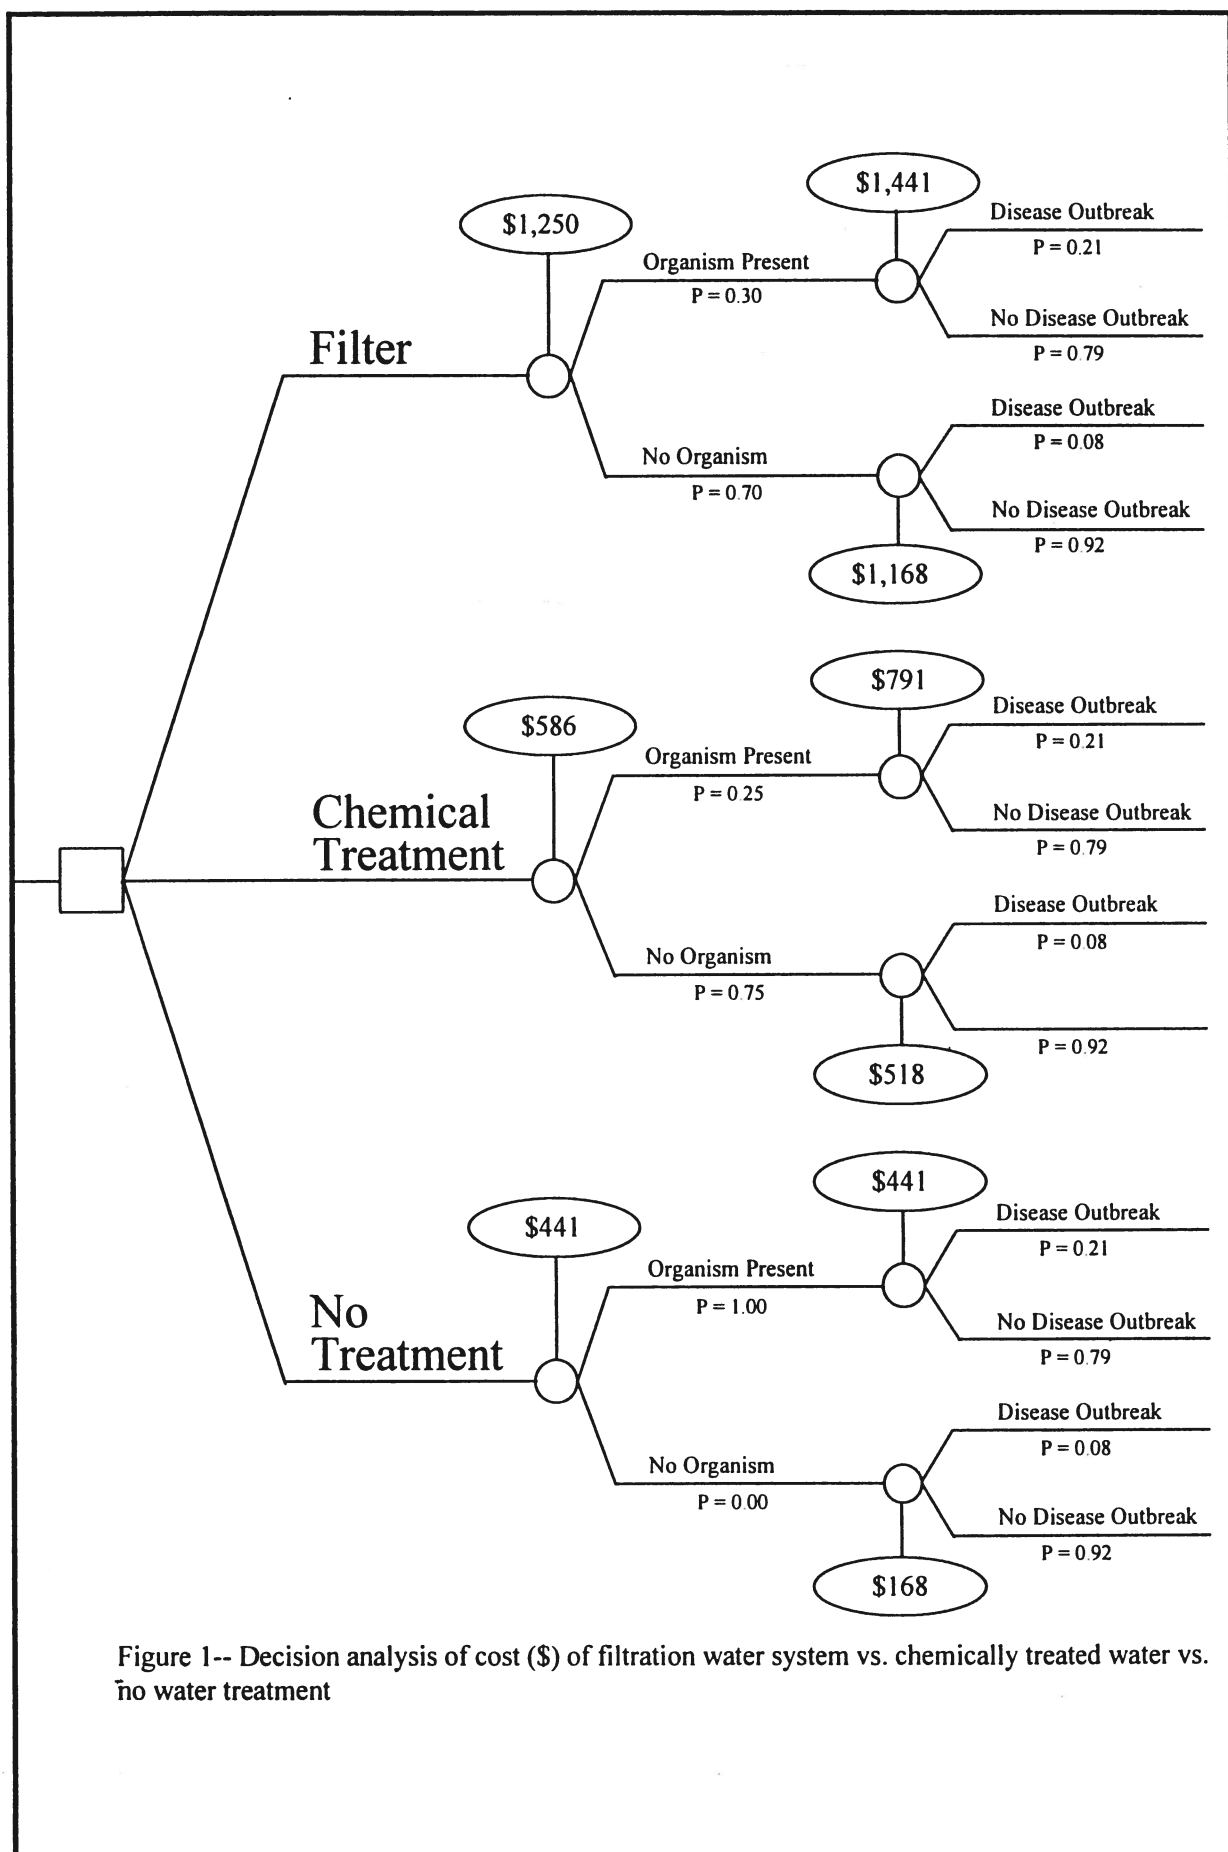 $1,441
Disease Outbreak
$1,250
P = 0.21
Organism Present
P = 0.30
No Disease Outbreak
Filter
P = 0.79
Disease Outbreak
P = 0.08
No Organism
P = 0.70
No Disease Outbreak
P = 0.92
$1,168
$791
Disease Outbreak
$586
P = 0.21
Organism Present
P = 0.25
Chemical
Treatment
No Disease Outbreak
P = 0.79
Disease Outbreak
P = 0.08
No Organism
P = 0.75
P = 0.92
$518
$441
Disease Outbreak
$441
P = 0.21
Organism Present
P = 1.00
No
Treatment
No Disease Outbreak
P = 0.79
Disease Outbreak
P = 0.08
No Organism
P = 0.00
No Disease Outbreak
P = 0.92
$168
Figure 1-- Decision analysis of cost ($) of filtration water system vs. chemically treated water vs.
no water treatment